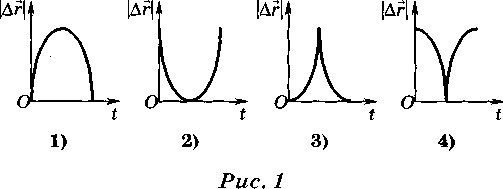 |Δr⃗| |Δr⃗| |Δr⃗| |Δr⃗|
O t O t O t O t
1) 2) 3) 4)
Рис. 1